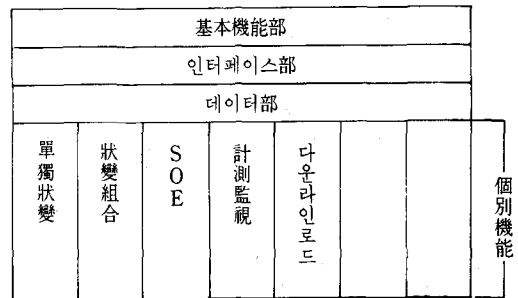 基本機能部
인터페이스部
데이터部
單獨狀變
狀變組合
SOE
計測監視
다운라인로드
個別機能